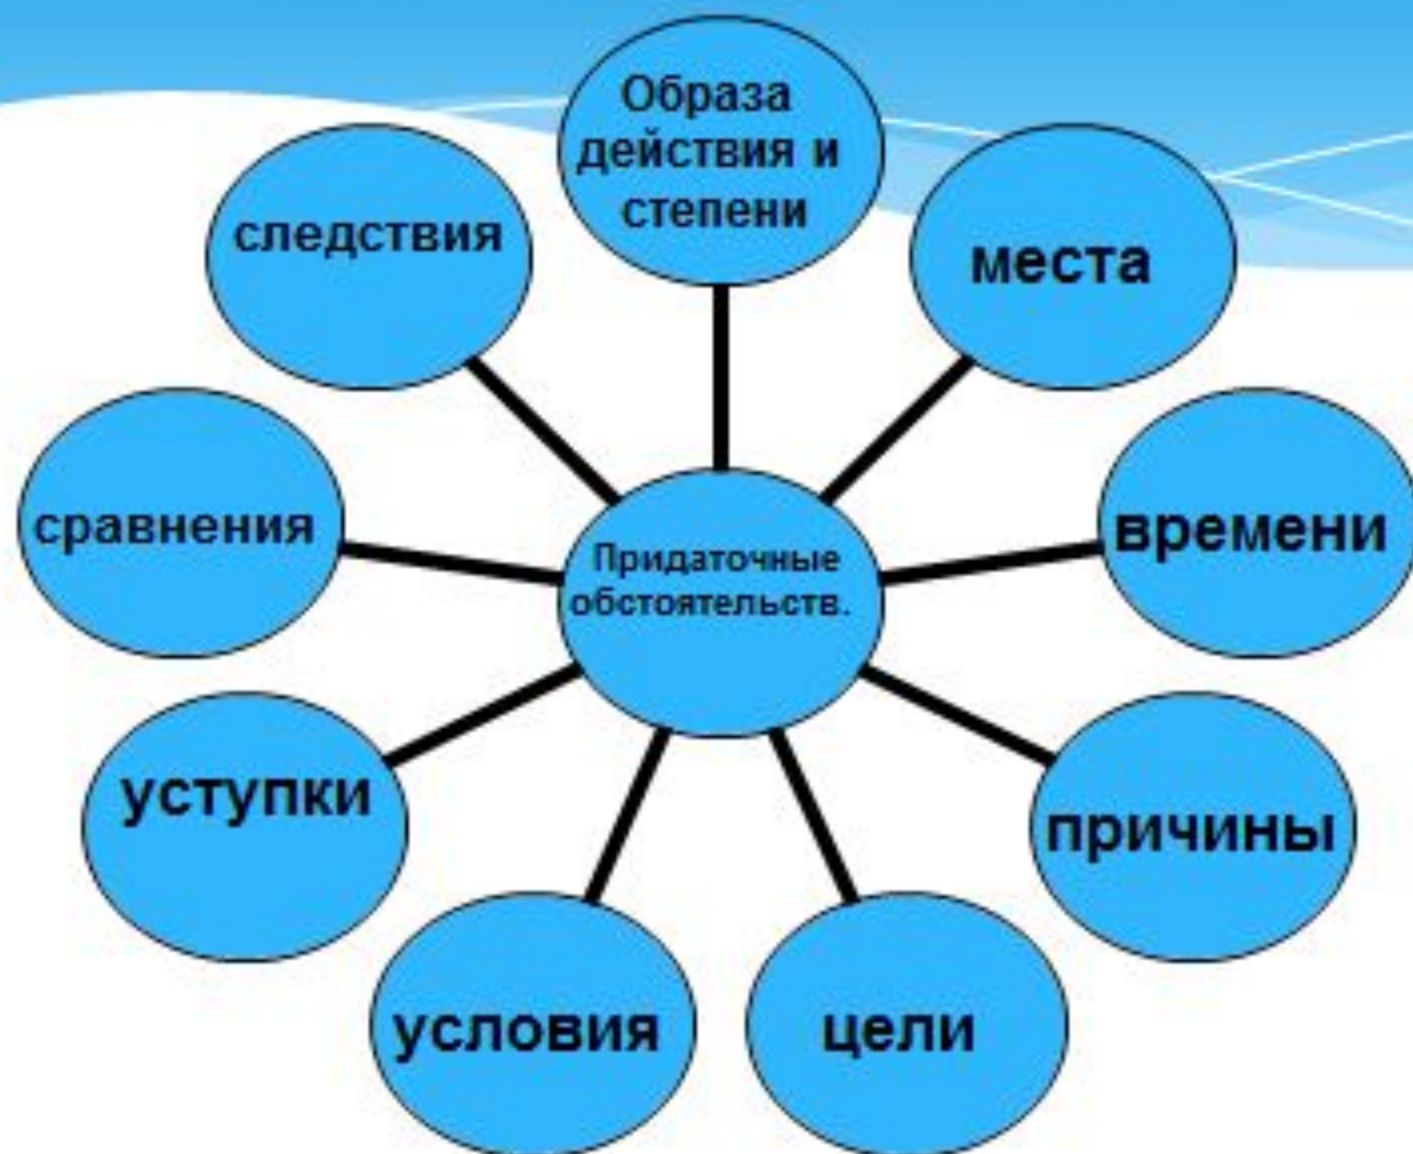 Образа
действия и
степени
места
времени
причины
цели
условия
уступки
сравнения
следствия
Придаточные
обстоятельств.